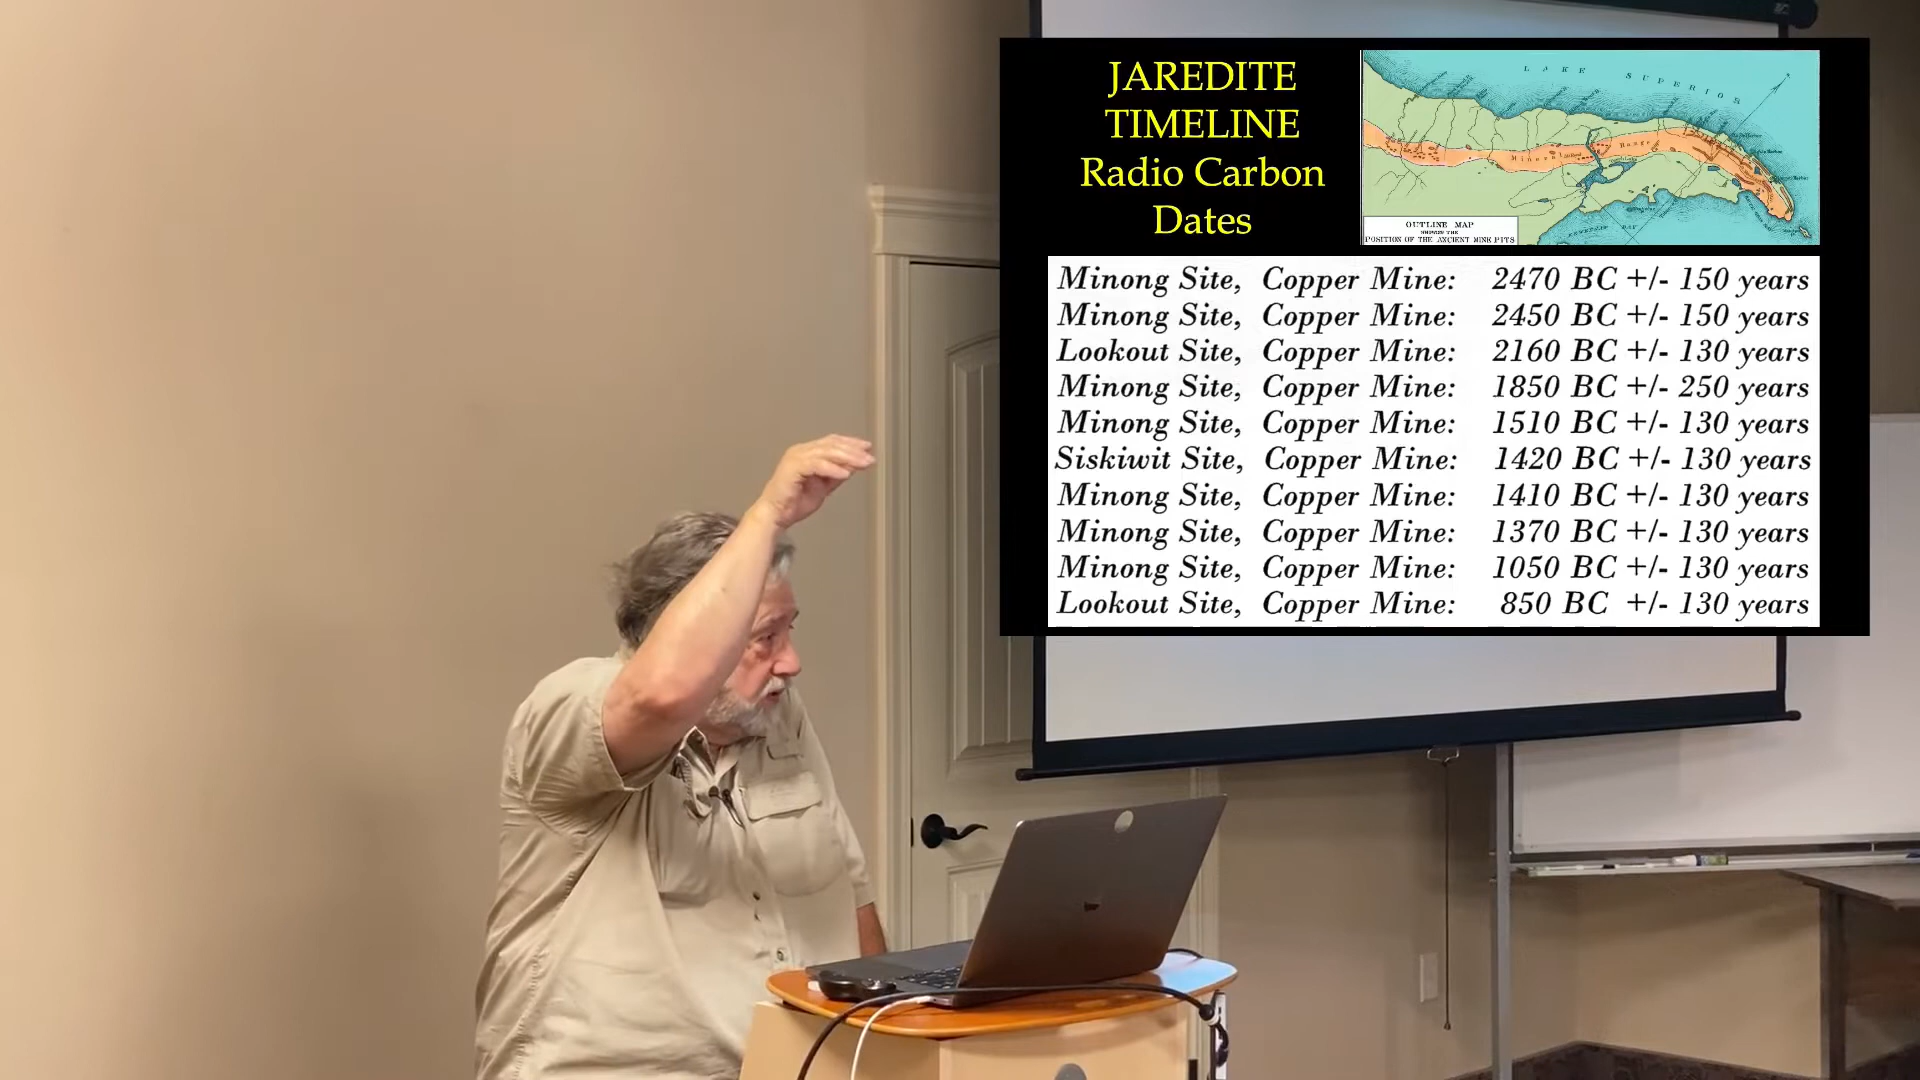 JAREDITE
TIMELINE
Radio Carbon
Dates
LAKE SUPERIOR
Mineral Range
OUTLINE MAP
SHOWING THE
POSITION OF THE ANCIENT MINE PITS
Minong Site, Copper Mine: 2470 BC +/- 150 years
Minong Site, Copper Mine: 2450 BC +/- 150 years
Lookout Site, Copper Mine: 2160 BC +/- 130 years
Minong Site, Copper Mine: 1850 BC +/- 250 years
Minong Site, Copper Mine: 1510 BC +/- 130 years
Siskiwit Site, Copper Mine: 1420 BC +/- 130 years
Minong Site, Copper Mine: 1410 BC +/- 130 years
Minong Site, Copper Mine: 1370 BC +/- 130 years
Minong Site, Copper Mine: 1050 BC +/- 130 years
Lookout Site, Copper Mine: 850 BC +/- 130 years